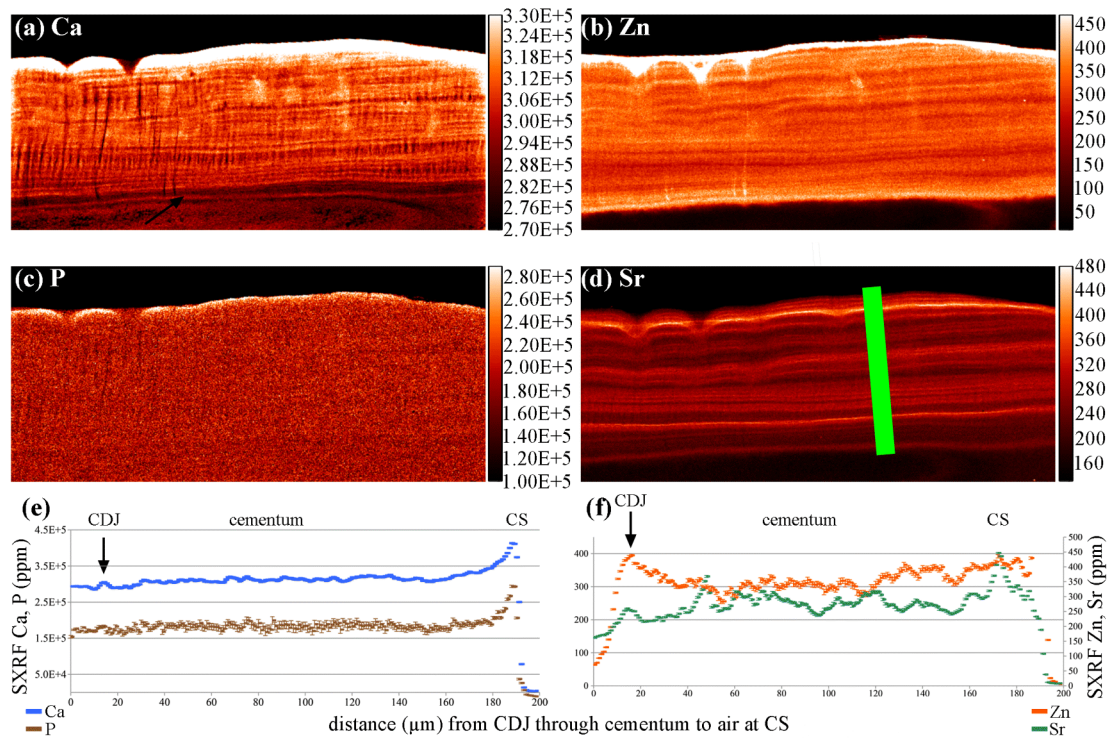 (a) Ca
3.30E+5
3.24E+5
3.18E+5
3.12E+5
3.06E+5
3.00E+5
2.94E+5
2.88E+5
2.82E+5
2.76E+5
2.70E+5
(b) Zn
450
400
350
300
250
200
150
100
50
(c) P
2.80E+5
2.60E+5
2.40E+5
2.20E+5
2.00E+5
1.80E+5
1.60E+5
1.40E+5
1.20E+5
1.00E+5
(d) Sr
480
440
400
360
320
280
240
200
160
(e)
CDJ
cementum
CS
SXRF Ca, P (ppm)
4.5E+5
3.5E+5
2.5E+5
1.5E+5
5.0E+4
0 20 40 60 80 100 120 140 160 180 200
Ca
P
(f)
CDJ
cementum
CS
400
300
200
100
0
500
450
400
350
300
250
200
150
100
50
0
SXRF Zn, Sr (ppm)
0 20 40 60 80 100 120 140 160 180 200
Zn
Sr
distance (µm) from CDJ through cementum to air at CS